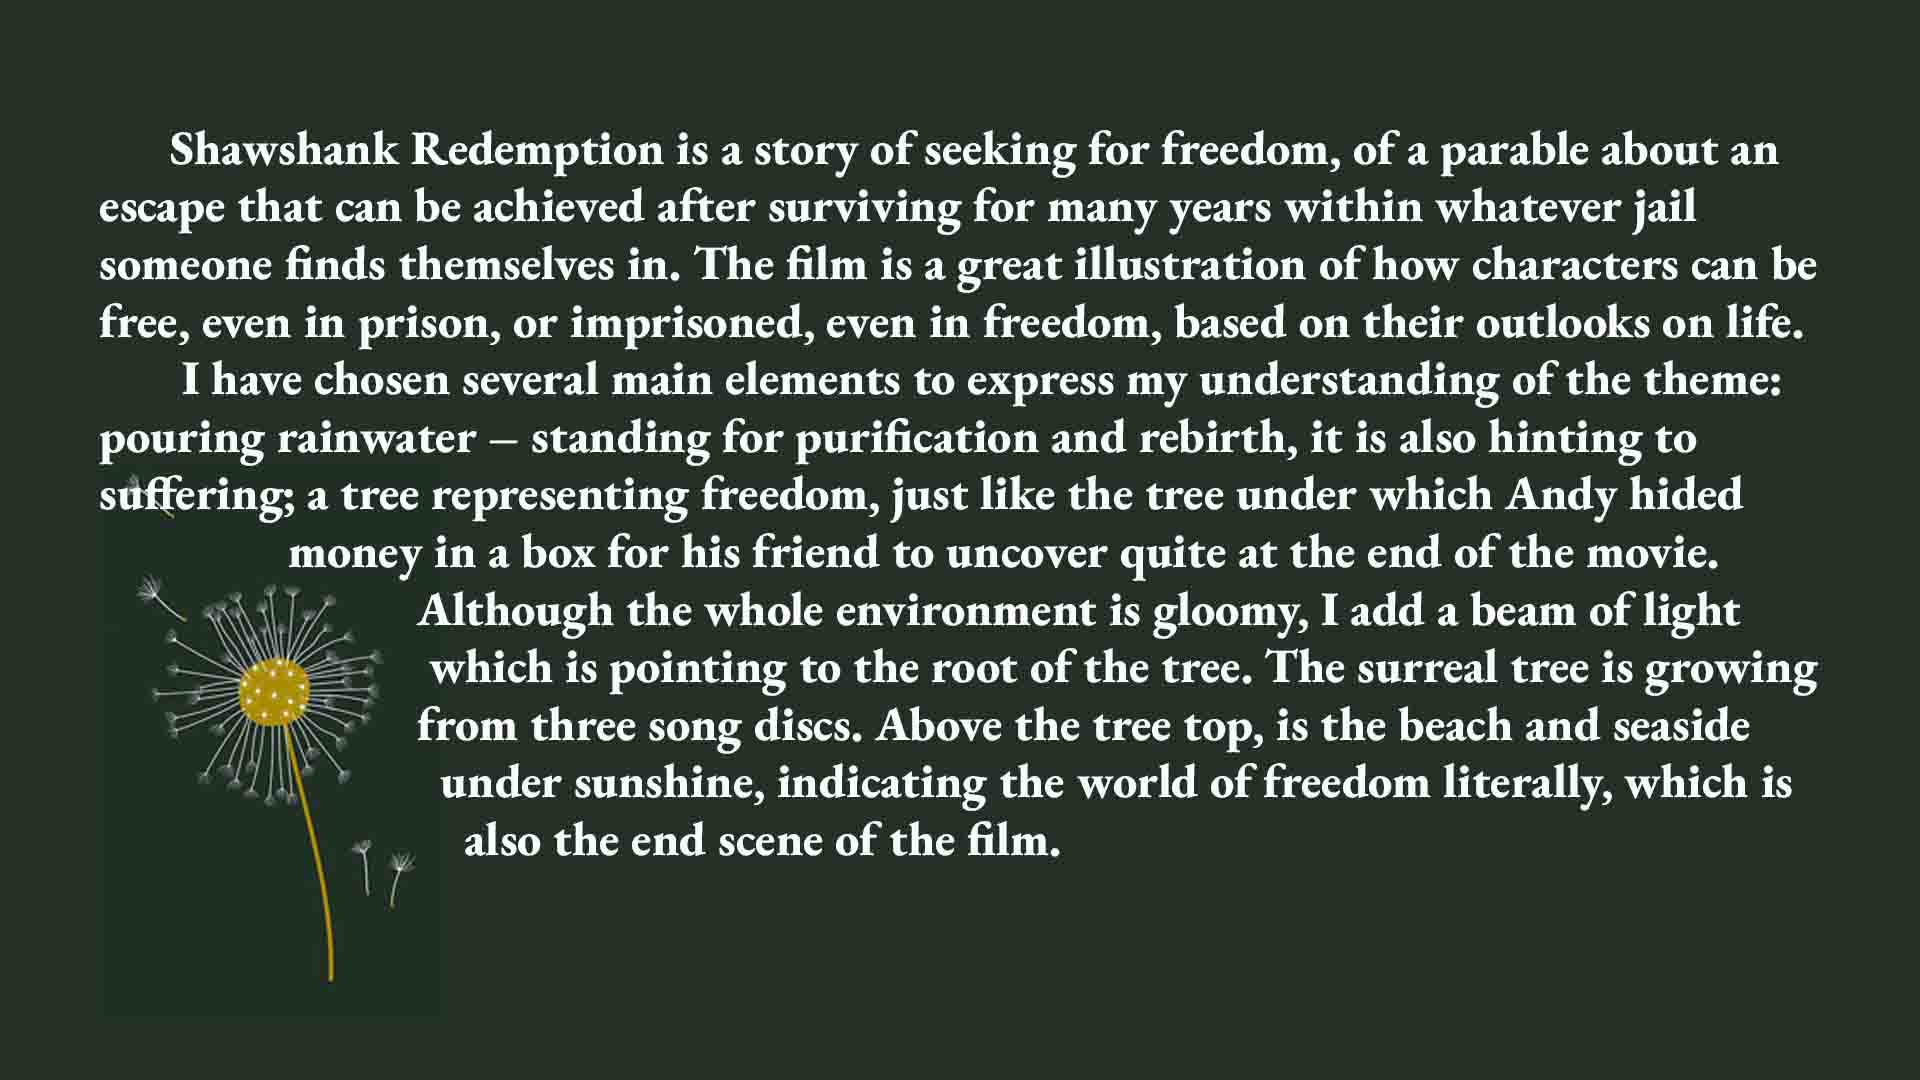 Shawshank Redemption is a story of seeking for freedom, of a parable about an
escape that can be achieved after surviving for many years within whatever jail
someone finds themselves in. The film is a great illustration of how characters can be
free, even in prison, or imprisoned, even in freedom, based on their outlooks on life.
I have chosen several main elements to express my understanding of the theme:
pouring rainwater – standing for purification and rebirth, it is also hinting to
suffering; a tree representing freedom, just like the tree under which Andy hided
money in a box for his friend to uncover quite at the end of the movie.
Although the whole environment is gloomy, I add a beam of light
which is pointing to the root of the tree. The surreal tree is growing
from three song discs. Above the tree top, is the beach and seaside
under sunshine, indicating the world of freedom literally, which is
also the end scene of the film.